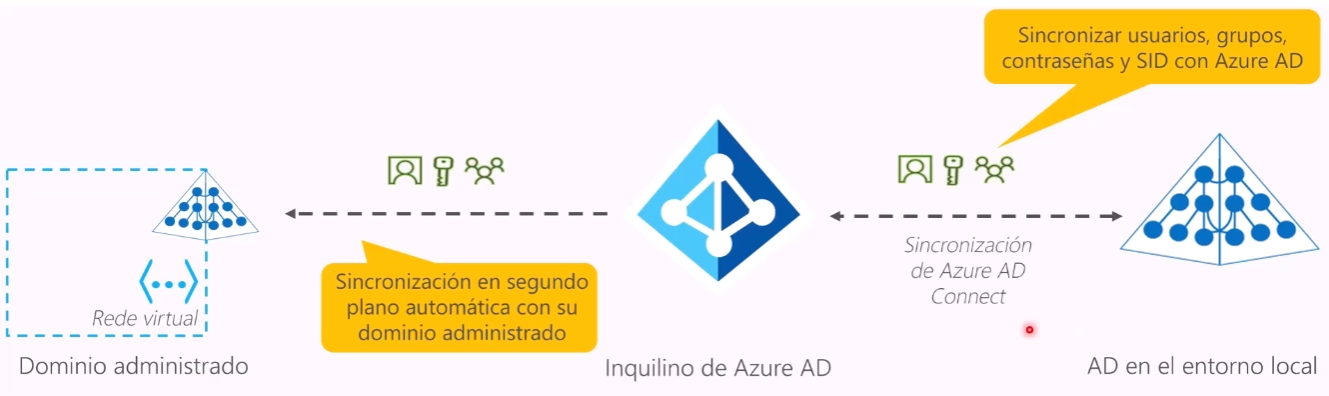 Sincronizar usuarios, grupos,
contraseñas y SID con Azure AD
Sincronización
de Azure AD
Connect
Sincronización en segundo
plano automática con su
dominio administrado
Rede virtual
Dominio administrado
Inquilino de Azure AD
AD en el entorno local